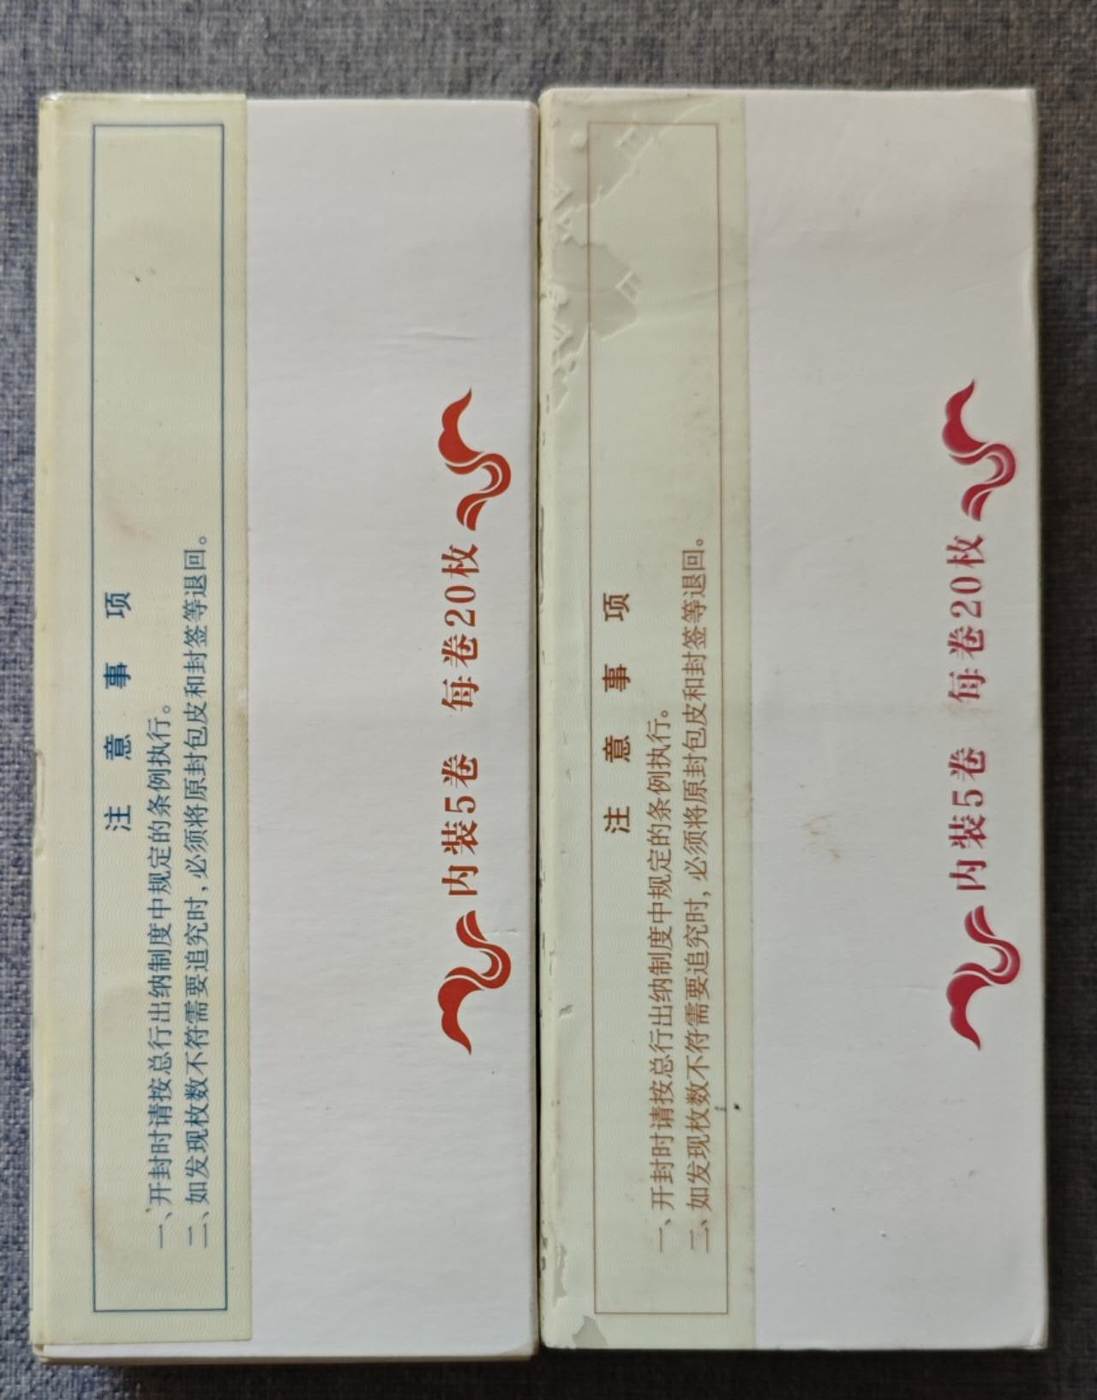 注意事项
一、开封时请按总行出纳制度中规定的条例执行。
二、如发现枚数不符需要追究时,必须将原封包皮和封签等退回。
内装5卷 每卷20枚
注意事项
一、开封时请按总行出纳制度中规定的条例执行。
二、如发现枚数不符需要追究时,必须将原封包皮和封签等退回。
内装5卷 每卷20枚